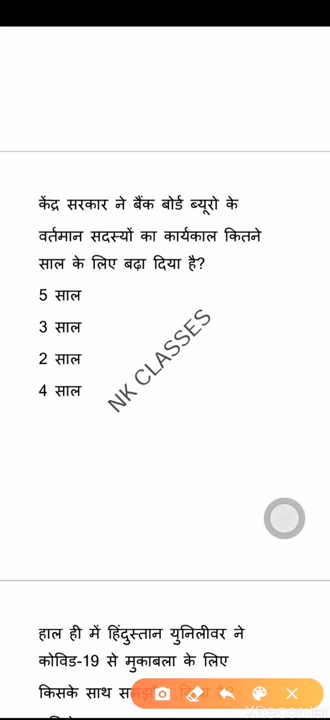 केंद्र सरकार ने बैंक बोर्ड ब्यूरो के
वर्तमान सदस्यों का कार्यकाल कितने
साल के लिए बढ़ा दिया है?
5 साल
3 साल
2 साल
4 साल
NK CLASSES
हाल ही में हिंदुस्तान युनिलीवर ने
कोविड-19 से मुकाबला के लिए
किसके साथ